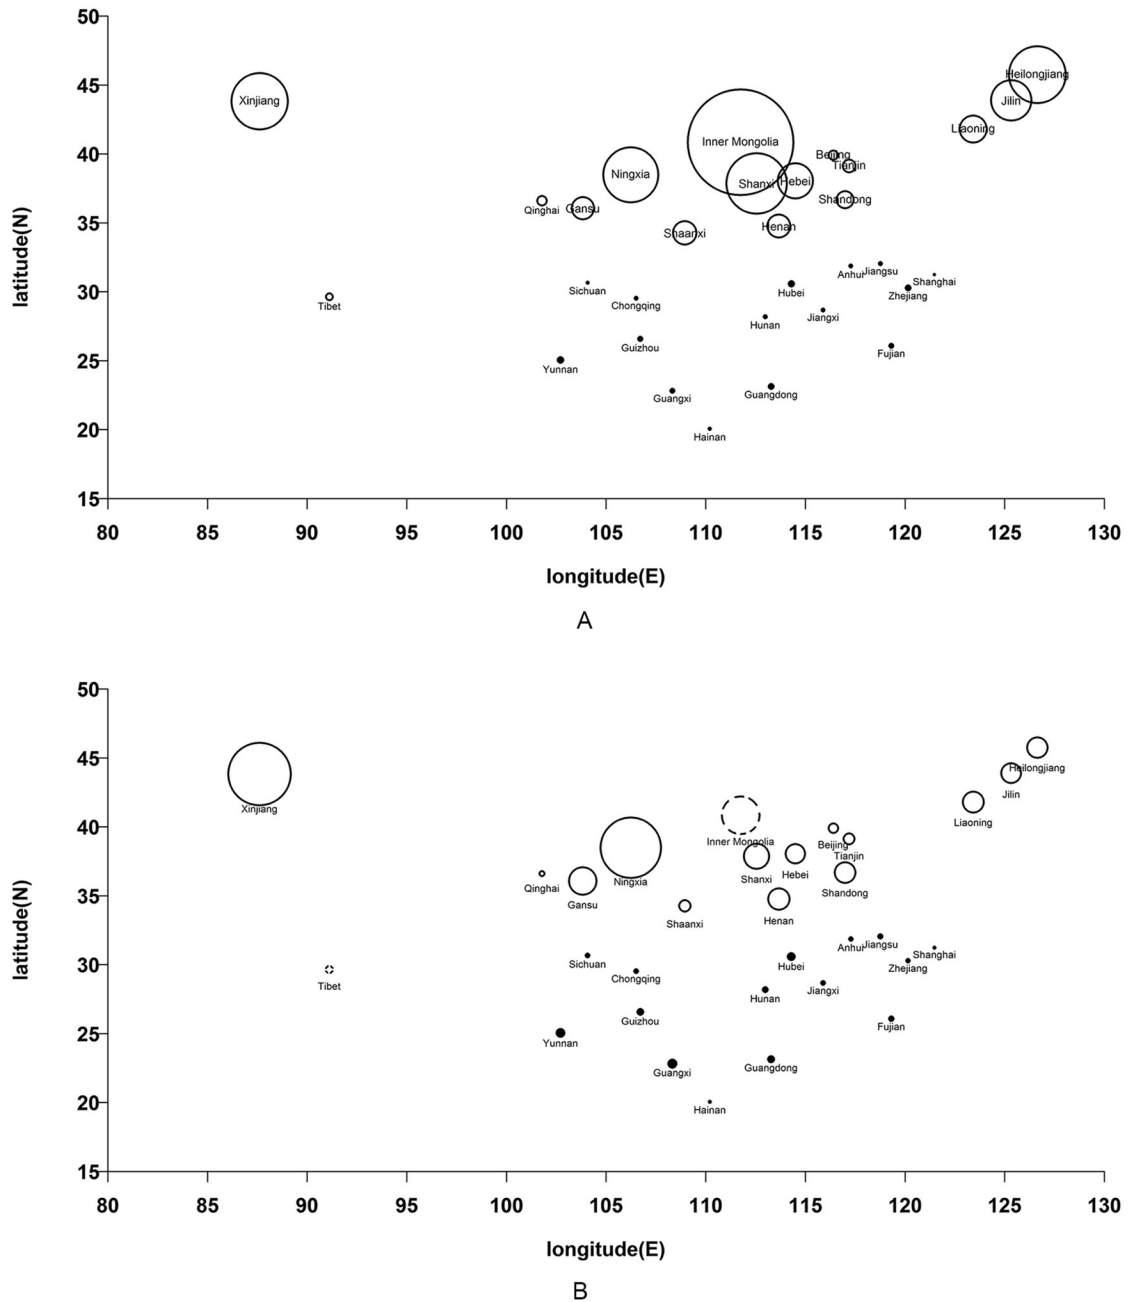 50
45
40
35
30
25
20
15
latitude(N)
Heilongjiang
Xinjiang
Jilin
Liaoning
Inner Mongolia
Beijing
Tianjin
Ningxia
Shanxi
Hebei
Shandong
Qinghai
Gansu
Henan
Shaanxi
Anhui
Jiangsu
Shanghai
Sichuan
Hubei
Zhejiang
Tibet
Chongqing
Jiangxi
Hunan
Guizhou
Fujian
Yunnan
Guangxi
Guangdong
Hainan
80 85 90 95 100 105 110 115 120 125 130
longitude(E)
A
50
45
40
35
30
25
20
15
latitude(N)
Heilongjiang
Jilin
Xinjiang
Liaoning
Inner Mongolia
Beijing
Tianjin
Hebei
Shanxi
Ningxia
Qinghai
Shandong
Gansu
Henan
Shaanxi
Anhui
Jiangsu
Shanghai
Sichuan
Hubei
Zhejiang
Chongqing
Tibet
Jiangxi
Hunan
Guizhou
Fujian
Yunnan
Guangdong
Guangxi
Hainan
80 85 90 95 100 105 110 115 120 125 130
longitude(E)
B